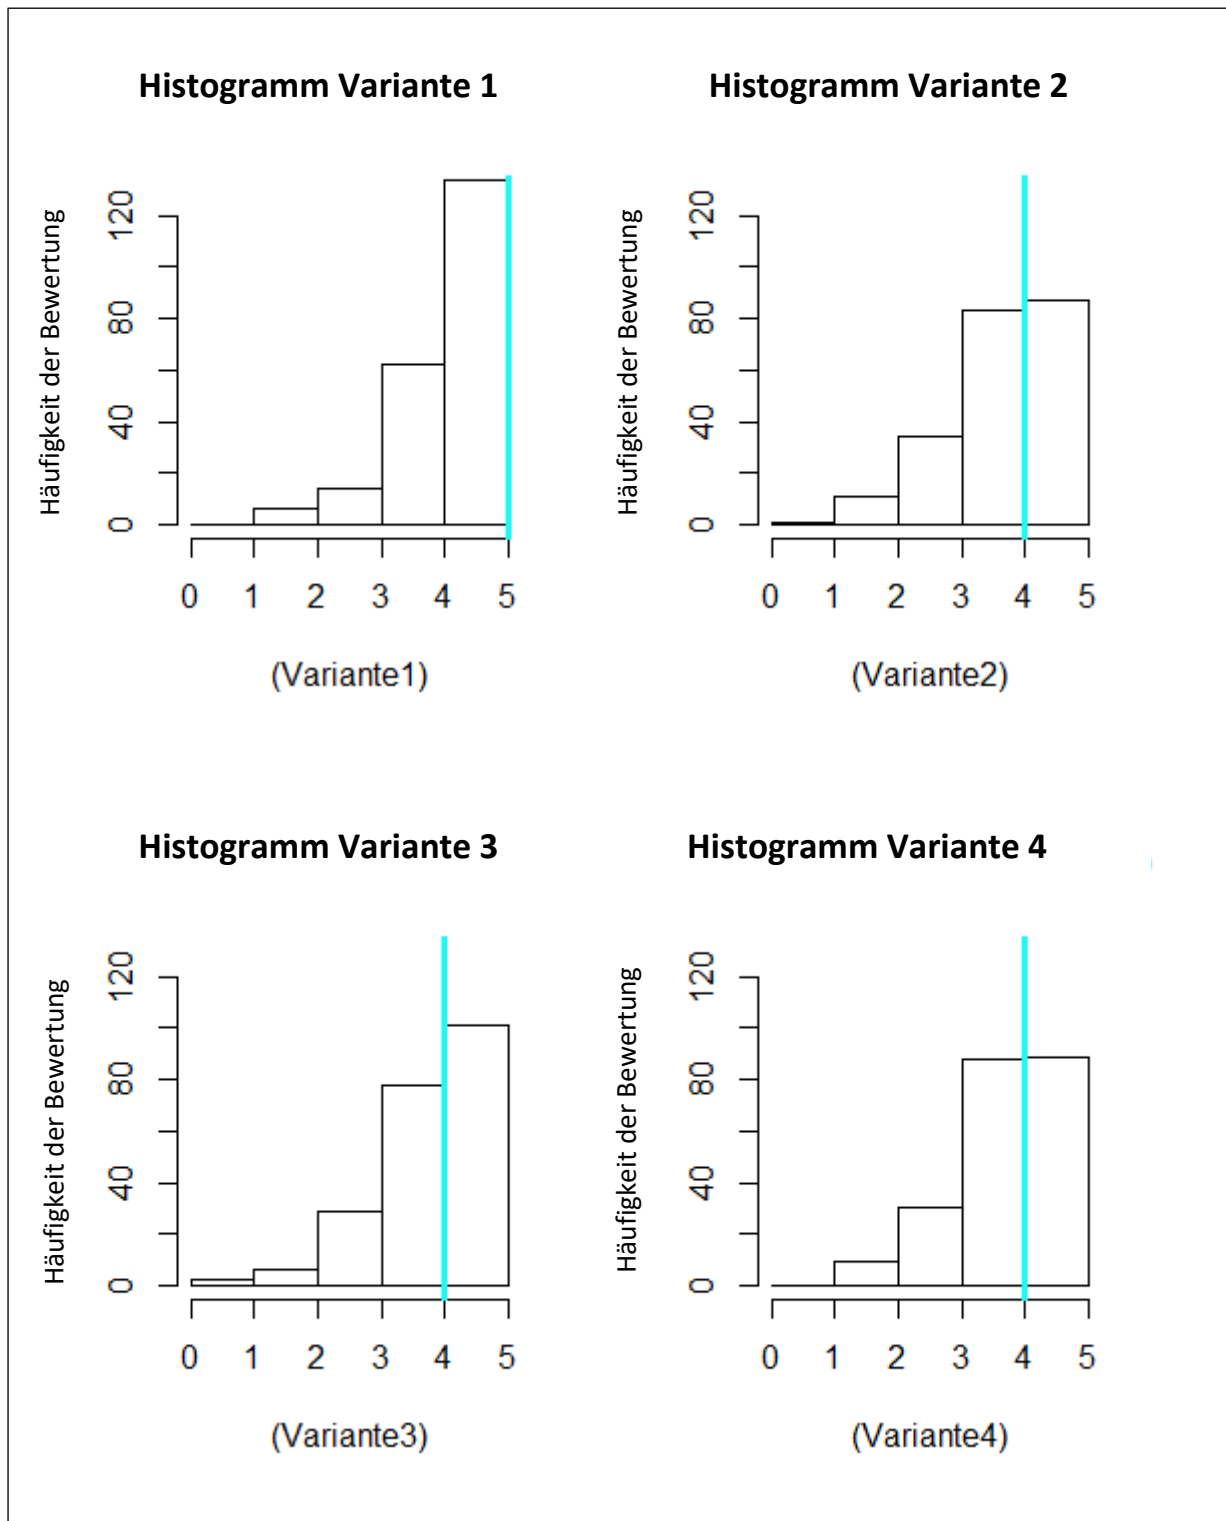 Histogramm Variante 1
Häufigkeit der Bewertung
120
80
40
0
0 1 2 3 4 5
(Variante1)
Histogramm Variante 2
Häufigkeit der Bewertung
120
80
40
0
0 1 2 3 4 5
(Variante2)
Histogramm Variante 3
Häufigkeit der Bewertung
120
80
40
0
0 1 2 3 4 5
(Variante3)
Histogramm Variante 4
Häufigkeit der Bewertung
120
80
40
0
0 1 2 3 4 5
(Variante4)